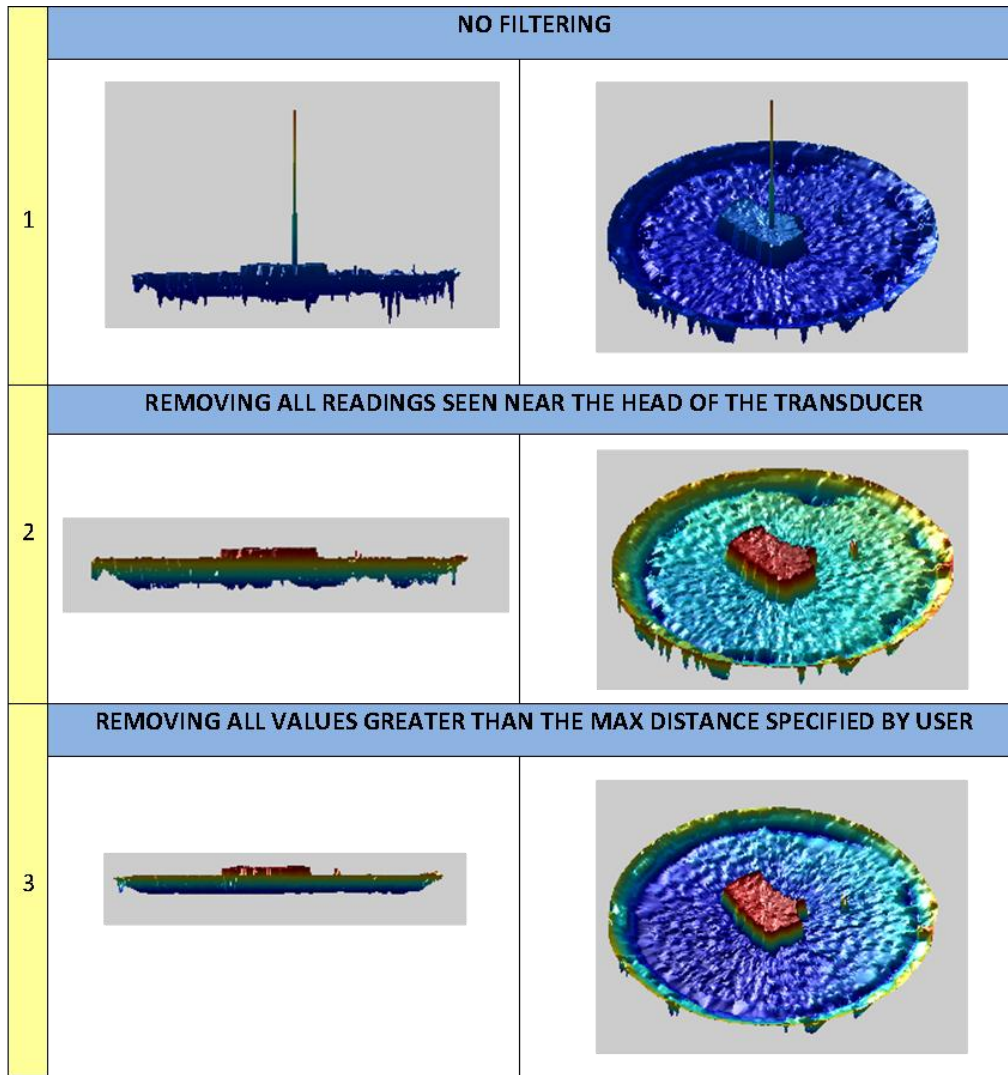 NO FILTERING
1
REMOVING ALL READINGS SEEN NEAR THE HEAD OF THE TRANSDUCER
2
REMOVING ALL VALUES GREATER THAN THE MAX DISTANCE SPECIFIED BY USER
3